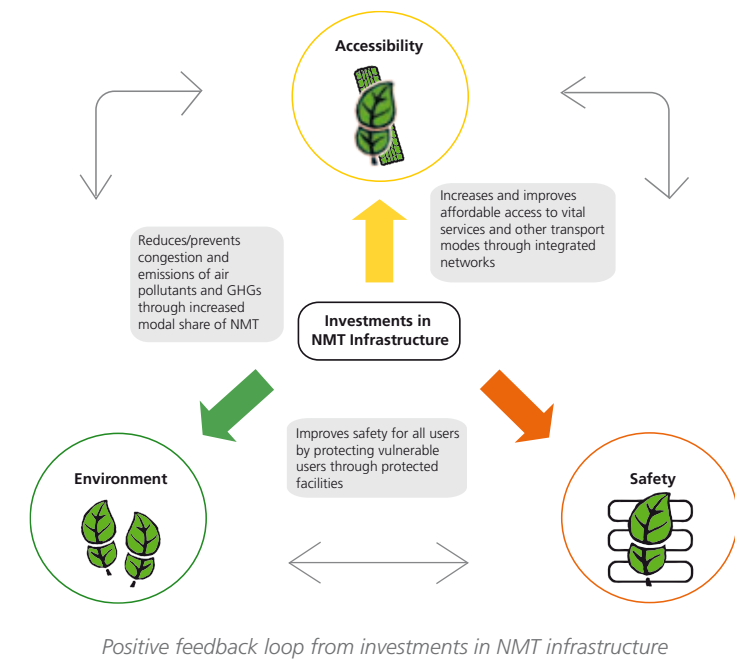 Accessibility
Increases and improves
affordable access to vital
services and other transport
modes through integrated
networks
Reduces/prevents
congestion and
emissions of air
pollutants and GHGs
through increased
modal share of NMT
Investments in
NMT Infrastructure
Improves safety for all users
by protecting vulnerable
users through protected
facilities
Environment
Safety
Positive feedback loop from investments in NMT infrastructure